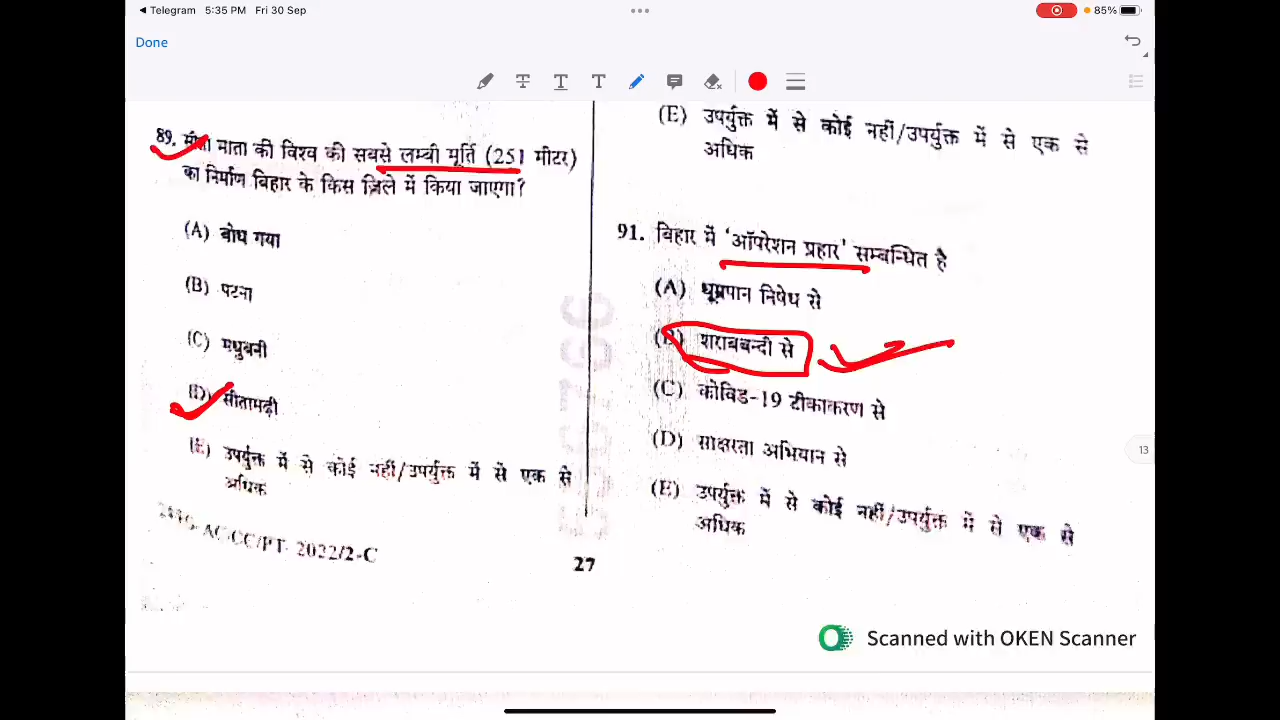 ◀ Telegram 5:35 PM Fri 30 Sep
85%
Done
89. सीता माता की विश्व की सबसे लम्बी मूर्ति (251 मीटर)
का निर्माण बिहार के किस ज़िले में किया जाएगा?
(A) बोध गया
(B) पटना
(C) मधुबनी
(D) सीतामढ़ी
(E) उपर्युक्त में से कोई नहीं/उपर्युक्त में से एक से
अधिक
AC-CC/PT- 2022/2-C
27
(E) उपर्युक्त में से कोई नहीं/उपर्युक्त में से एक से
अधिक
91. बिहार में 'ऑपरेशन प्रहार' सम्बन्धित है
(A) धूम्रपान निषेध से
(B) शराबबन्दी से
(C) कोविड-19 टीकाकरण से
(D) साक्षरता अभियान से
(E) उपर्युक्त में से कोई नहीं/उपर्युक्त में से एक से
अधिक
13
Scanned with OKEN Scanner